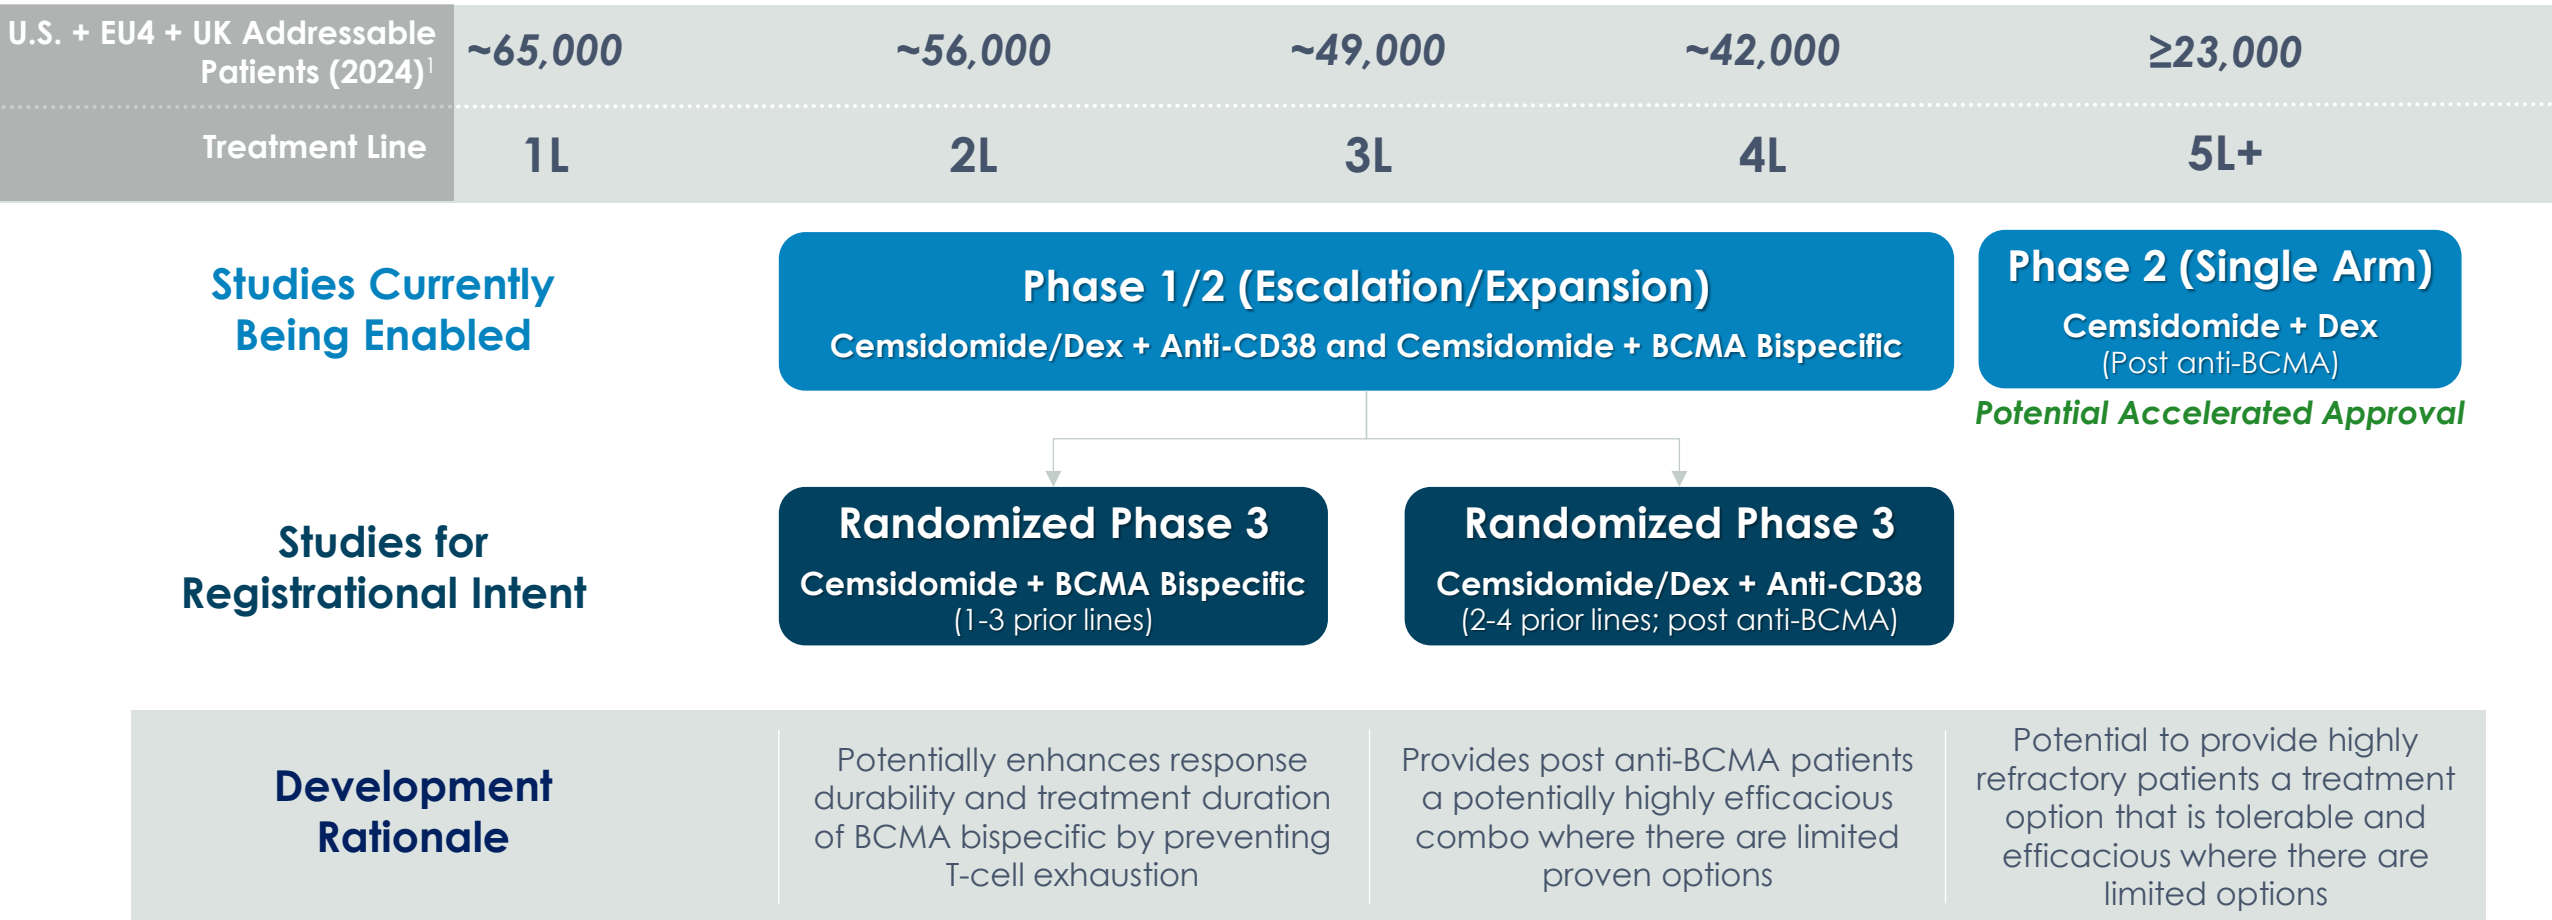 U.S. + EU4 + UK Addressable
Patients (2024)1
~65,000
~56,000
~49,000
~42,000
≥23,000
Treatment Line
1L
2L
3L
4L
5L+
Studies Currently
Being Enabled
Phase 1/2 (Escalation/Expansion)
Cemsidomide/Dex + Anti-CD38 and Cemsidomide + BCMA Bispecific
Phase 2 (Single Arm)
Cemsidomide + Dex
(Post anti-BCMA)
Potential Accelerated Approval
Studies for
Registrational Intent
Randomized Phase 3
Cemsidomide + BCMA Bispecific
(1-3 prior lines)
Randomized Phase 3
Cemsidomide/Dex + Anti-CD38
(2-4 prior lines; post anti-BCMA)
Development
Rationale
Potentially enhances response
durability and treatment duration
of BCMA bispecific by preventing
T-cell exhaustion
Provides post anti-BCMA patients
a potentially highly efficacious
combo where there are limited
proven options
Potential to provide highly
refractory patients a treatment
option that is tolerable and
efficacious where there are
limited options